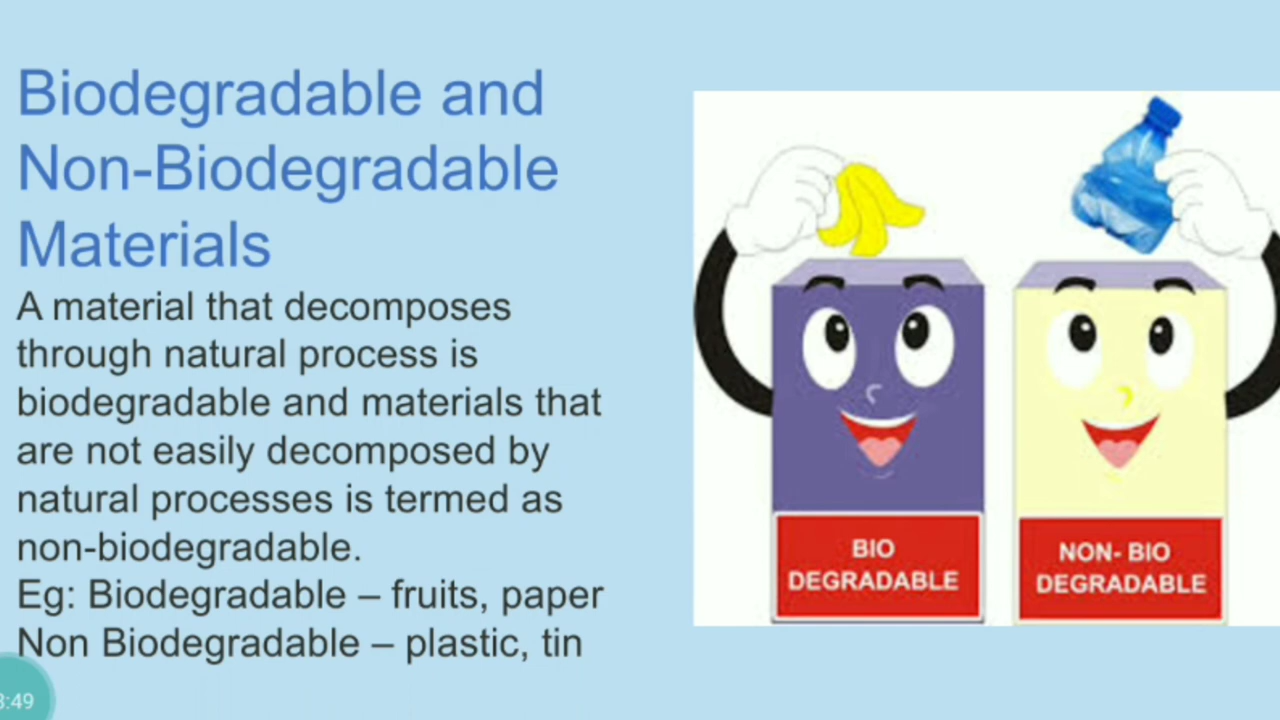 Biodegradable and
Non-Biodegradable
Materials
A material that decomposes
through natural process is
biodegradable and materials that
are not easily decomposed by
natural processes is termed as
non-biodegradable.
Eg: Biodegradable – fruits, paper
Non Biodegradable – plastic, tin
BIO
DEGRADABLE
NON- BIO
DEGRADABLE